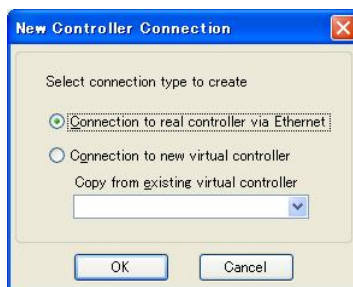 New Controller Connection
Select connection type to create
Connection to real controller via Ethernet
Connection to new virtual controller
Copy from existing virtual controller
OK
Cancel